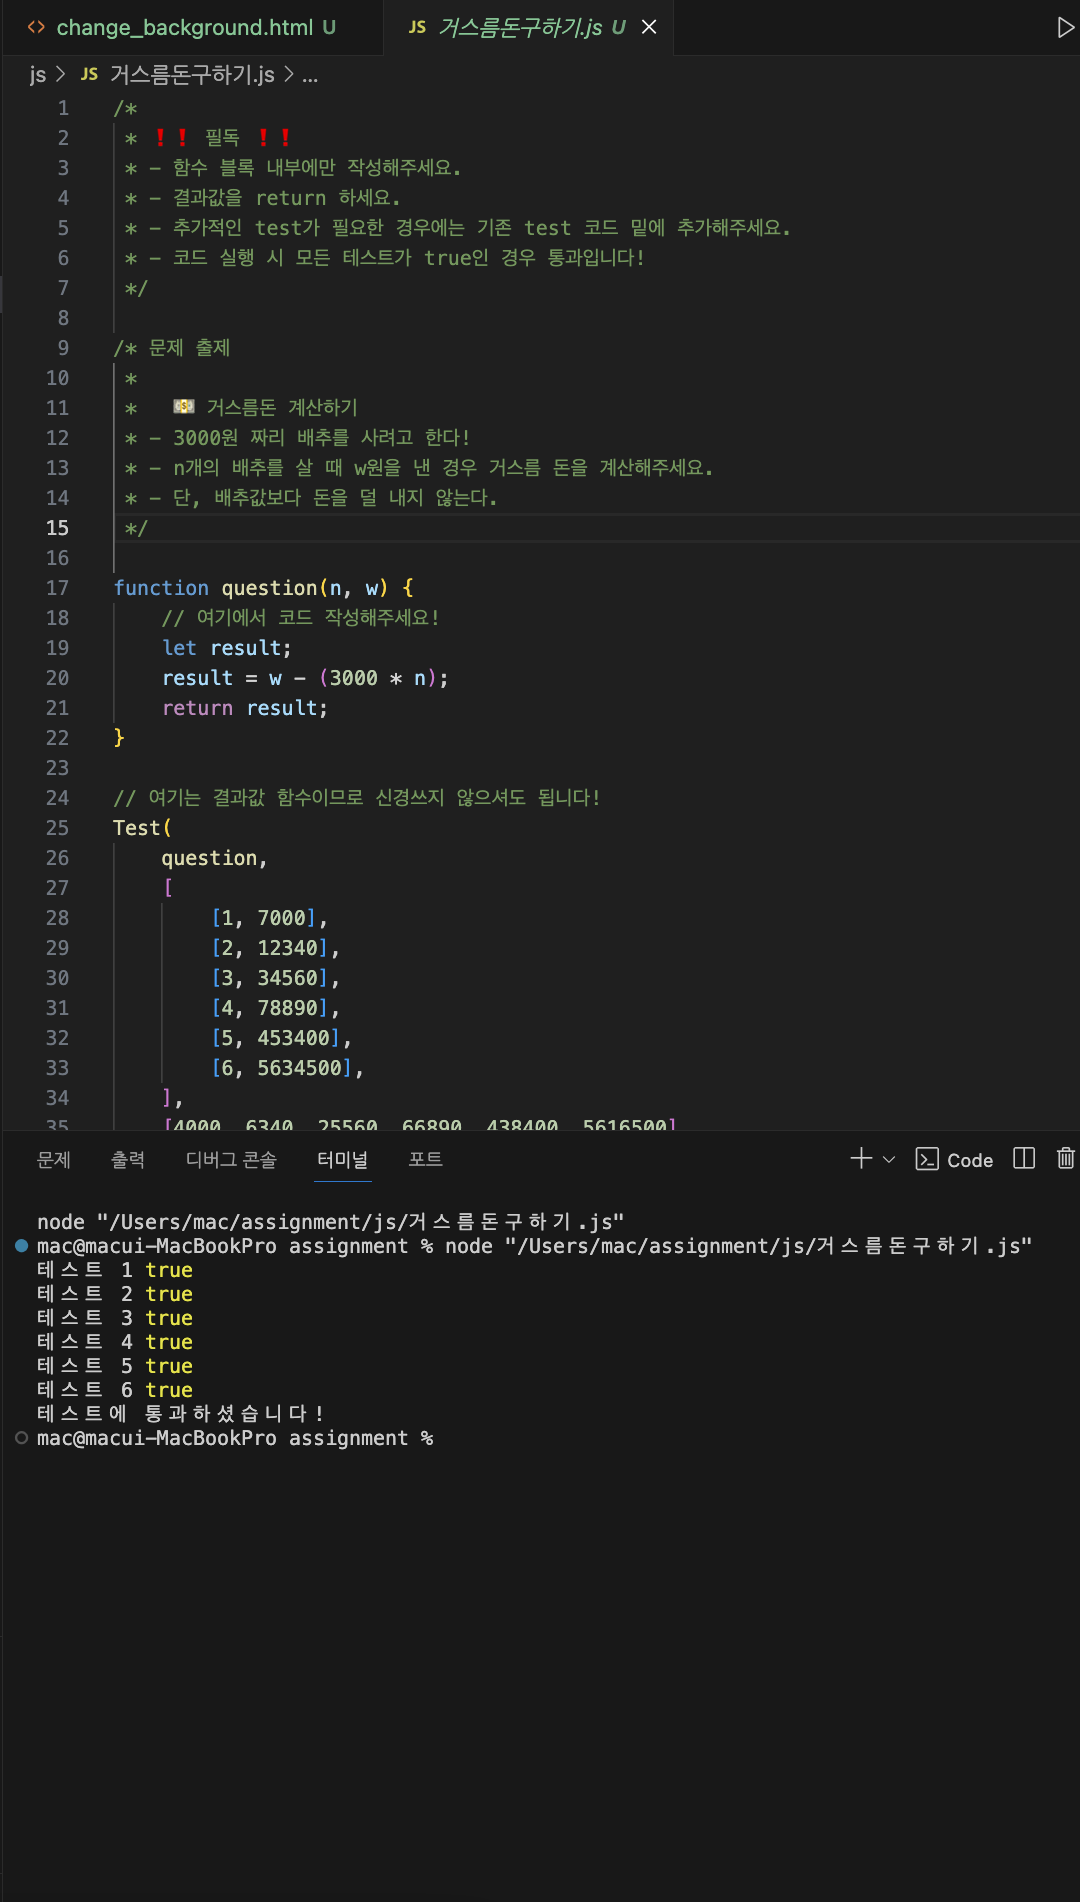 change_background.html U
JS 거스름돈구하기.js U
js > JS 거스름돈구하기.js > ...
1 /*
2 * ❗❗ 필독 ❗❗
3 * - 함수 블록 내부에만 작성해주세요.
4 * - 결과값을 return 하세요.
5 * - 추가적인 test가 필요한 경우에는 기존 test 코드 밑에 추가해주세요.
6 * - 코드 실행 시 모든 테스트가 true인 경우 통과입니다!
7 */
8
9 /* 문제 출제
10 *
11 * 💵 거스름돈 계산하기
12 * - 3000원 짜리 배추를 사려고 한다!
13 * - n개의 배추를 살 때 w원을 낸 경우 거스름 돈을 계산해주세요.
14 * - 단, 배추값보다 돈을 덜 내지 않는다.
15 */
16
17 function question(n, w) {
18 // 여기에서 코드 작성해주세요!
19 let result;
20 result = w - (3000 * n);
21 return result;
22 }
23
24 // 여기는 결과값 함수이므로 신경쓰지 않으셔도 됩니다!
25 Test(
26 question,
27 [
28 [1, 7000],
29 [2, 12340],
30 [3, 34560],
31 [4, 78890],
32 [5, 453400],
33 [6, 5634500],
34 ],
35 [4000, 6340, 25560, 66890, 438400, 5616500]
문제 출력 디버그 콘솔 터미널 포트 Code
node "/Users/mac/assignment/js/거스름돈구하기.js"
mac@macui-MacBookPro assignment % node "/Users/mac/assignment/js/거스름돈구하기.js"
테스트 1 true
테스트 2 true
테스트 3 true
테스트 4 true
테스트 5 true
테스트 6 true
테스트에 통과하셨습니다!
mac@macui-MacBookPro assignment %